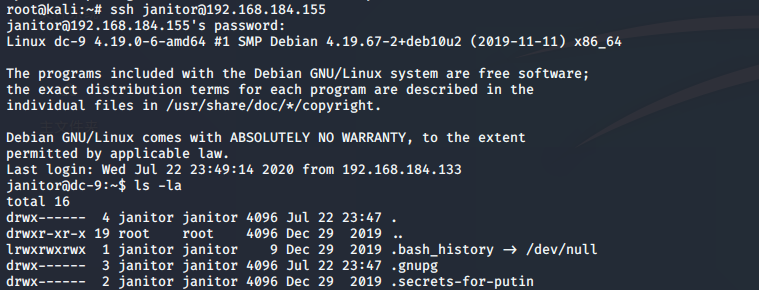 root@kali:~# ssh janitor@192.168.184.155
janitor@192.168.184.155's password:
Linux dc-9 4.19.0-6-amd64 #1 SMP Debian 4.19.67-2+deb10u2 (2019-11-11) x86_64

The programs included with the Debian GNU/Linux system are free software;
the exact distribution terms for each program are described in the
individual files in /usr/share/doc/*/copyright.

Debian GNU/Linux comes with ABSOLUTELY NO WARRANTY, to the extent
permitted by applicable law.
Last login: Wed Jul 22 23:49:14 2020 from 192.168.184.133
janitor@dc-9:~$ ls -la
total 16
drwx------  4 janitor janitor 4096 Jul 22 23:47 .
drwxr-xr-x 19 root    root    4096 Dec 29  2019 ..
lrwxrwxrwx  1 janitor janitor    9 Dec 29  2019 .bash_history → /dev/null
drwx------  3 janitor janitor 4096 Jul 22 23:47 .gnupg
drwx------  2 janitor janitor 4096 Dec 29  2019 .secrets-for-putin